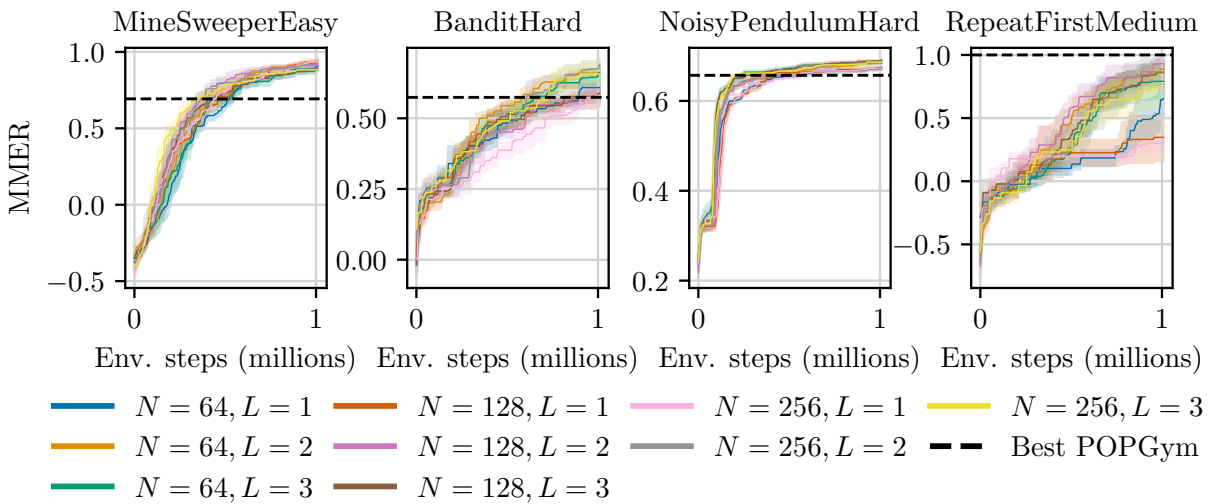 MineSweeperEasy BanditHard NoisyPendulumHard RepeatFirstMedium
MMER
1.0
0.5
0.0
−0.5
0 1
Env. steps (millions)
0.50
0.25
0.00
0 1
Env. steps (millions)
0.6
0.4
0.2
0 1
Env. steps (millions)
1.0
0.5
0.0
−0.5
0 1
Env. steps (millions)
N = 64, L = 1 N = 128, L = 1 N = 256, L = 1 N = 256, L = 3
N = 64, L = 2 N = 128, L = 2 N = 256, L = 2 Best POPGym
N = 64, L = 3 N = 128, L = 3